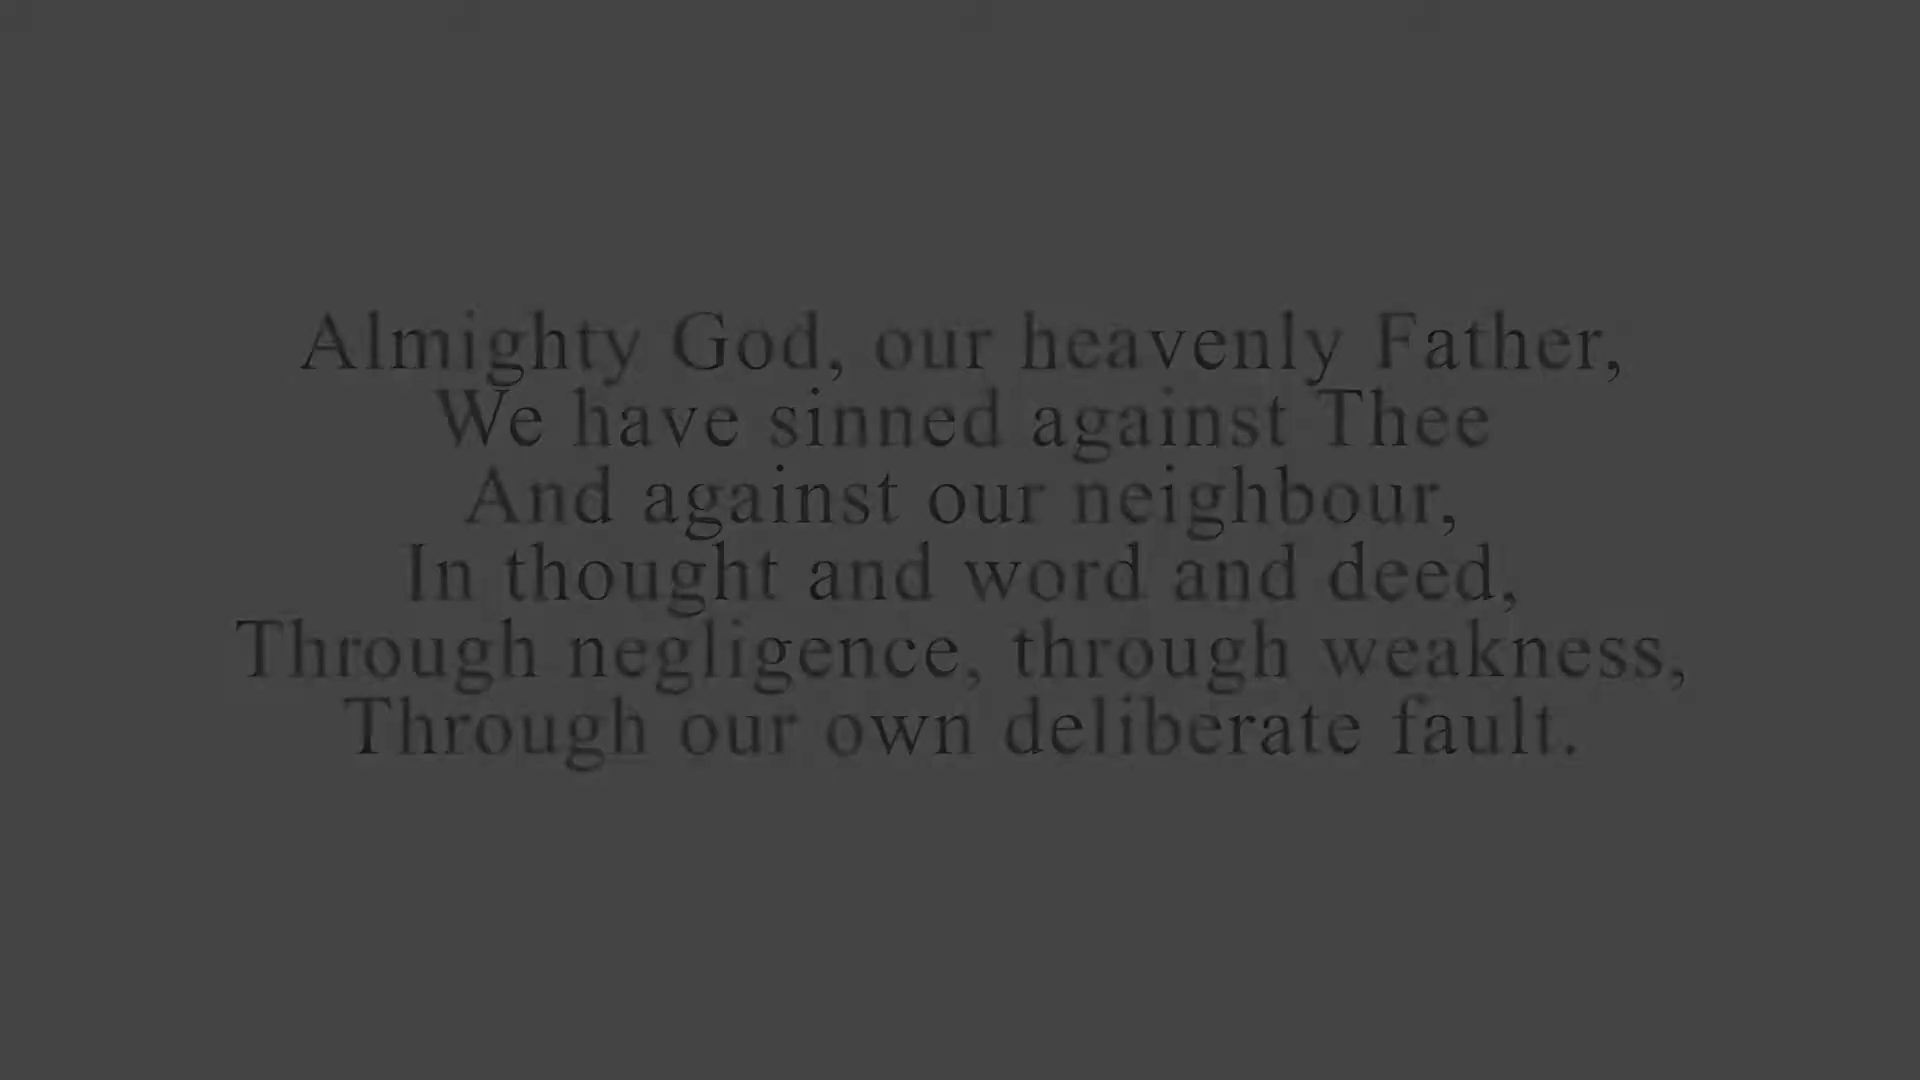 Almighty God, our heavenly Father,
We have sinned against Thee
And against our neighbour,
In thought and word and deed,
Through negligence, through weakness,
Through our own deliberate fault.